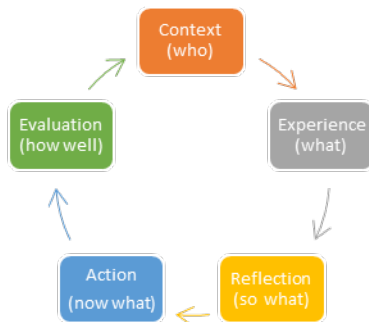 Context
(who)
Experience
(what)
Reflection
(so what)
Action
(now what)
Evaluation
(how well)